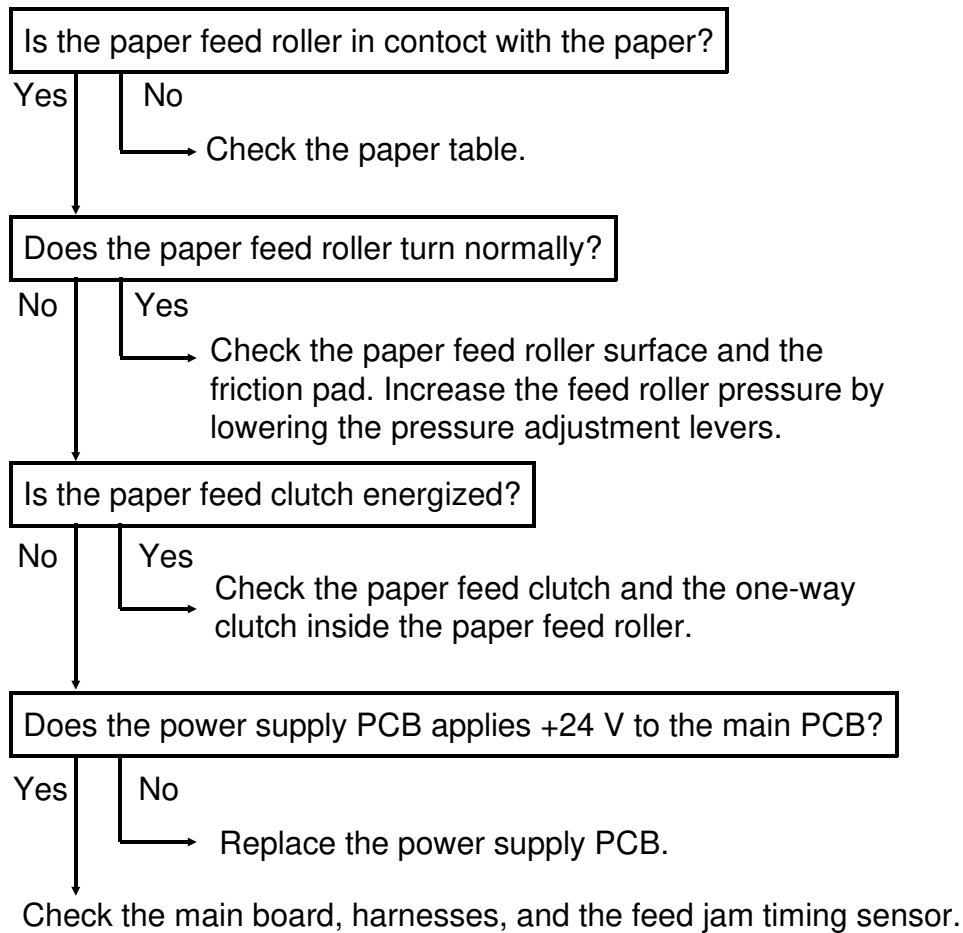 Is the paper feed roller in contoct with the paper?
Yes No
Check the paper table.
Does the paper feed roller turn normally?
No Yes
Check the paper feed roller surface and the
friction pad. Increase the feed roller pressure by
lowering the pressure adjustment levers.
Is the paper feed clutch energized?
No Yes
Check the paper feed clutch and the one-way
clutch inside the paper feed roller.
Does the power supply PCB applies +24 V to the main PCB?
Yes No
Replace the power supply PCB.
Check the main board, harnesses, and the feed jam timing sensor.